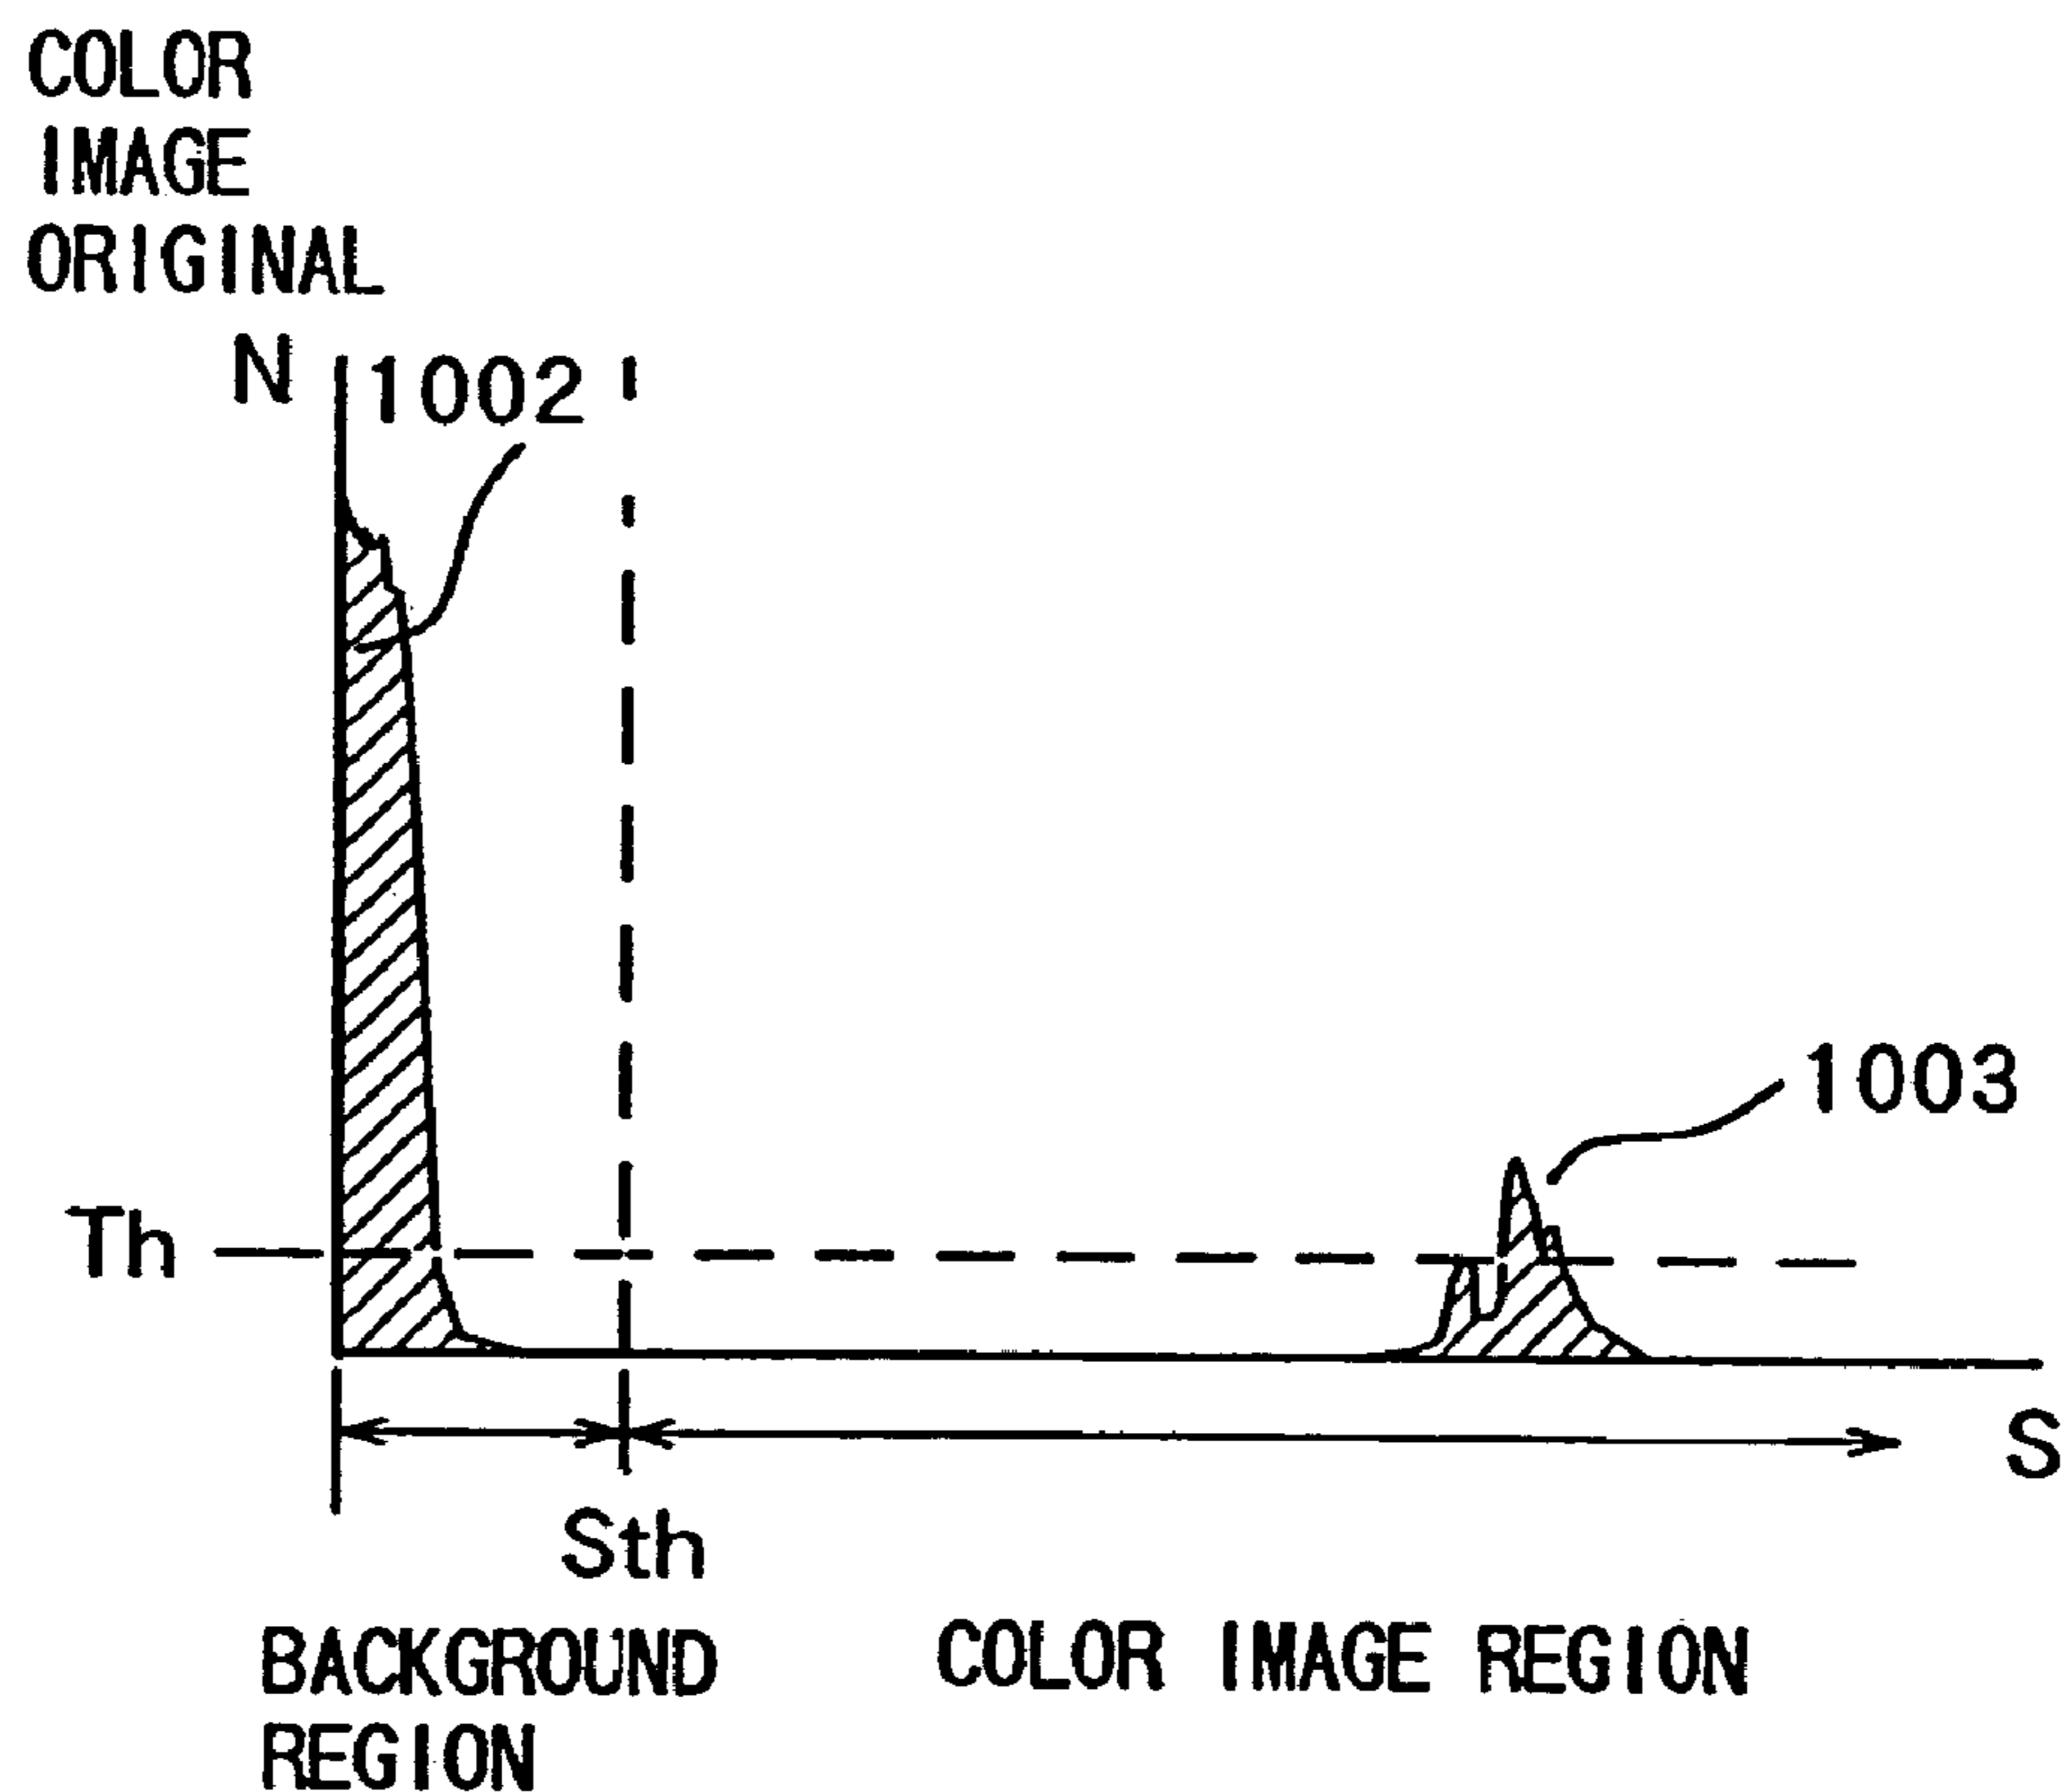 COLOR
IMAGE
ORIGINAL
N
1002
1003
Th
S
Sth
BACKGROUND
REGION
COLOR IMAGE REGION